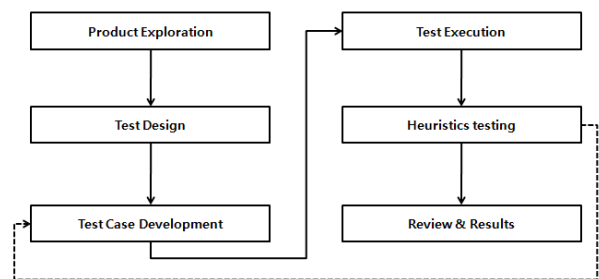 Product Exploration
Test Design
Test Case Development
Test Execution
Heuristics testing
Review & Results